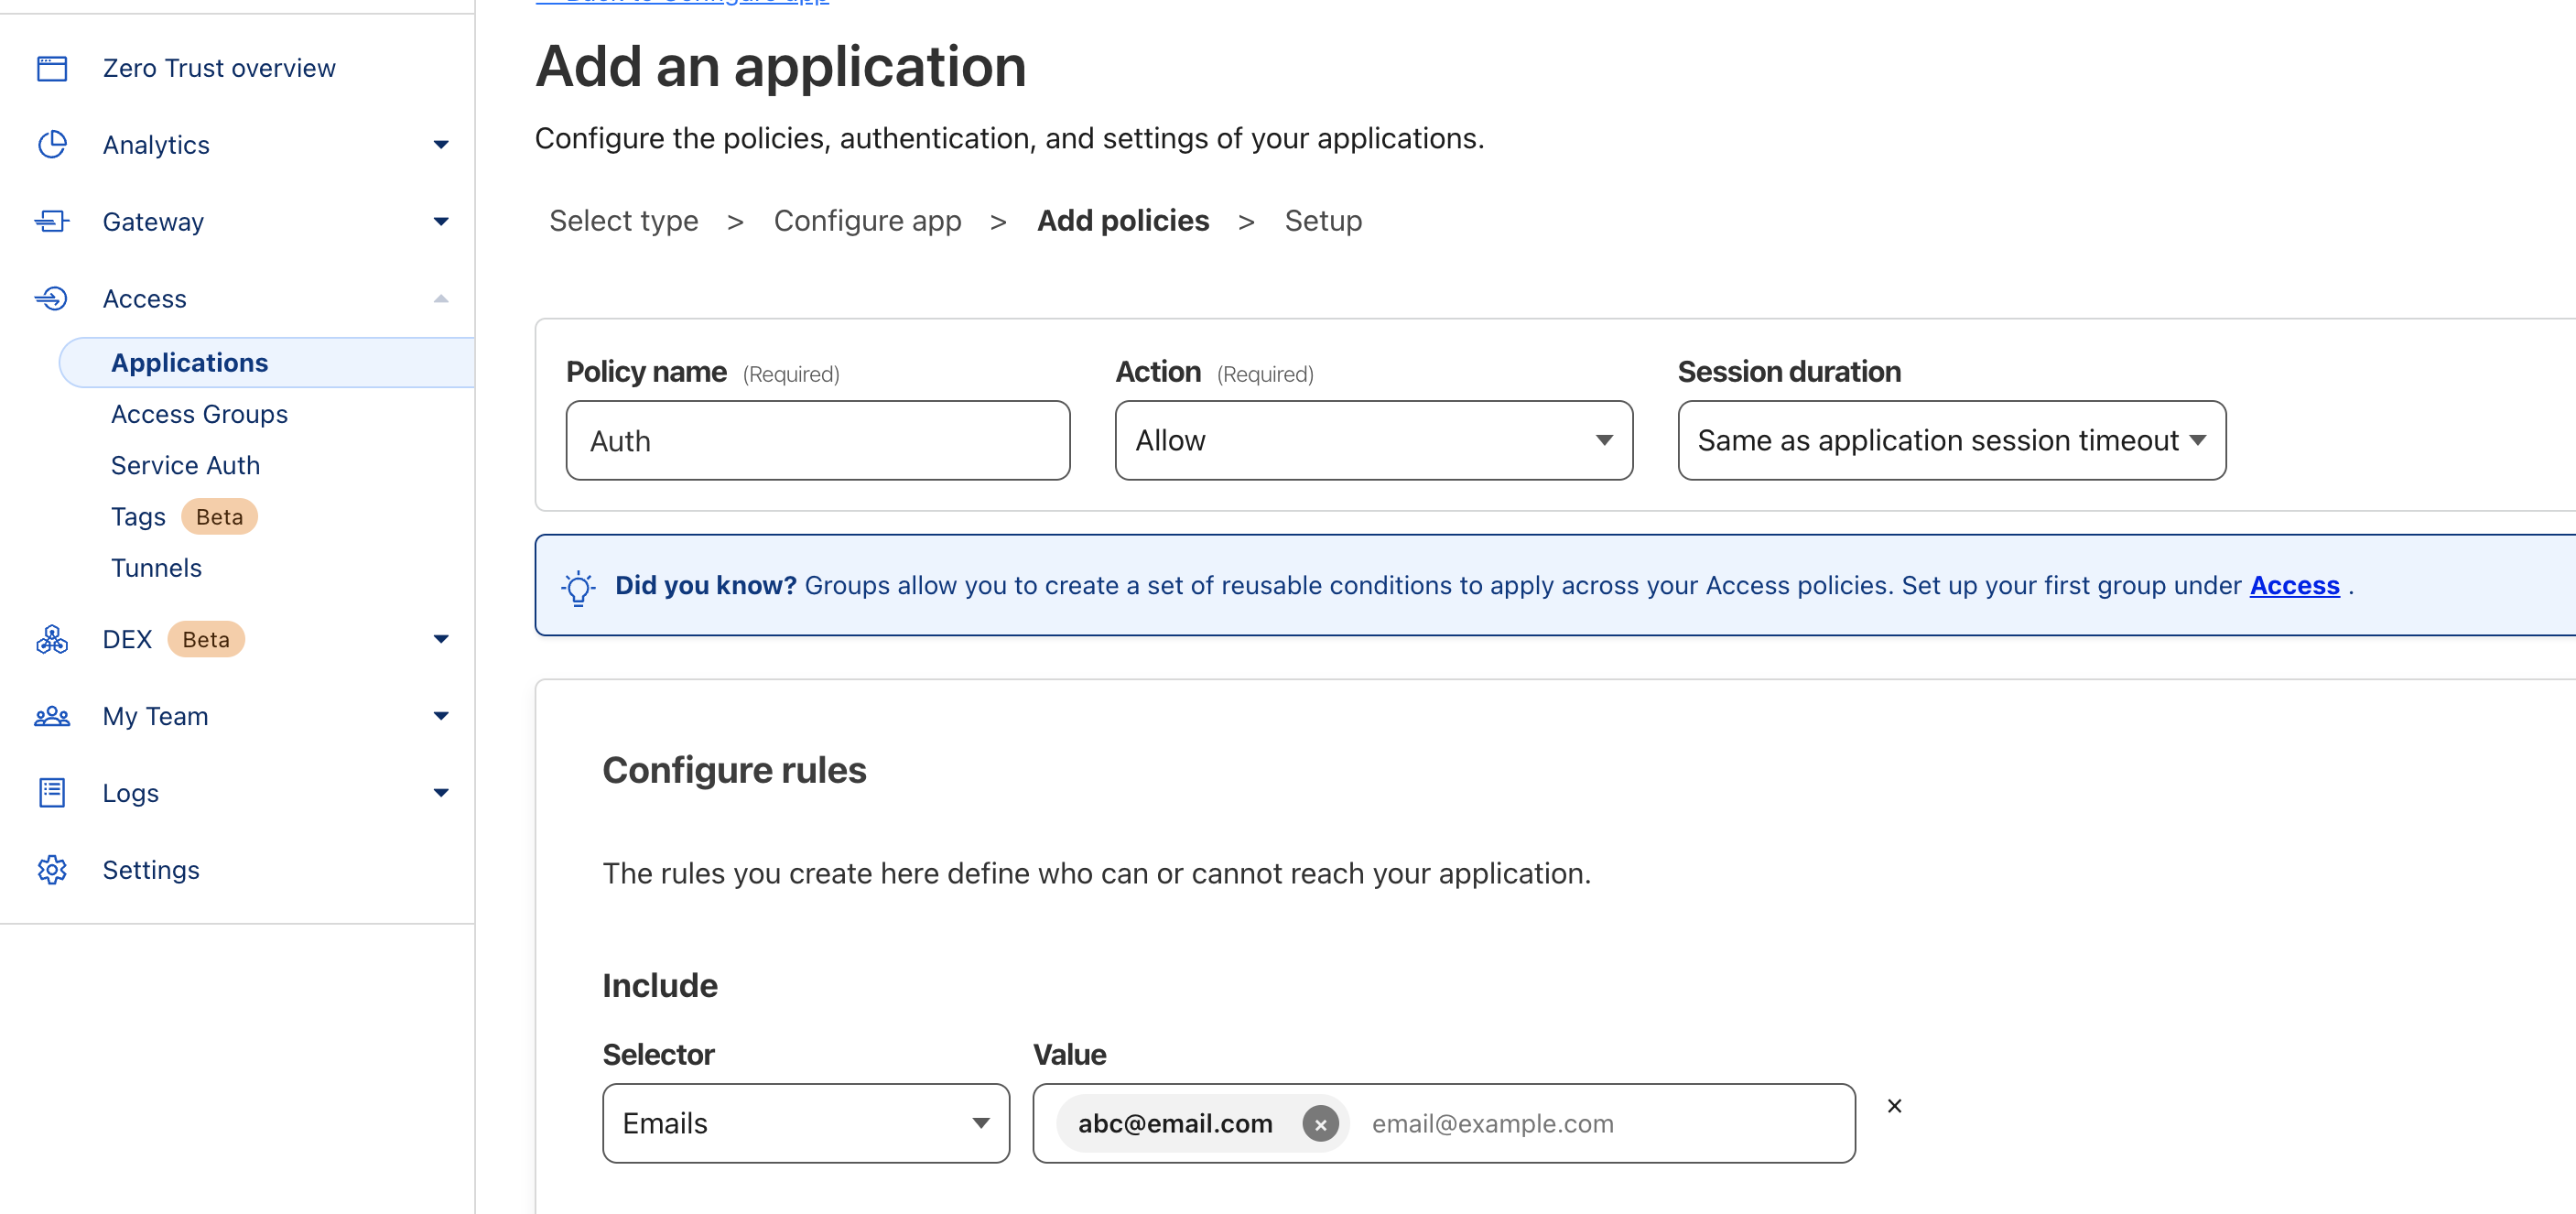 Back to Configure app
Zero Trust overview
Analytics
Gateway
Access
Applications
Access Groups
Service Auth
Tags Beta
Tunnels
DEX Beta
My Team
Logs
Settings
Add an application
Configure the policies, authentication, and settings of your applications.
Select type > Configure app > Add policies > Setup
Policy name (Required) Action (Required) Session duration
Auth Allow Same as application session timeout
Did you know? Groups allow you to create a set of reusable conditions to apply across your Access policies. Set up your first group under Access .
Configure rules
The rules you create here define who can or cannot reach your application.
Include
Selector Value
Emails abc@email.com × email@example.com ×